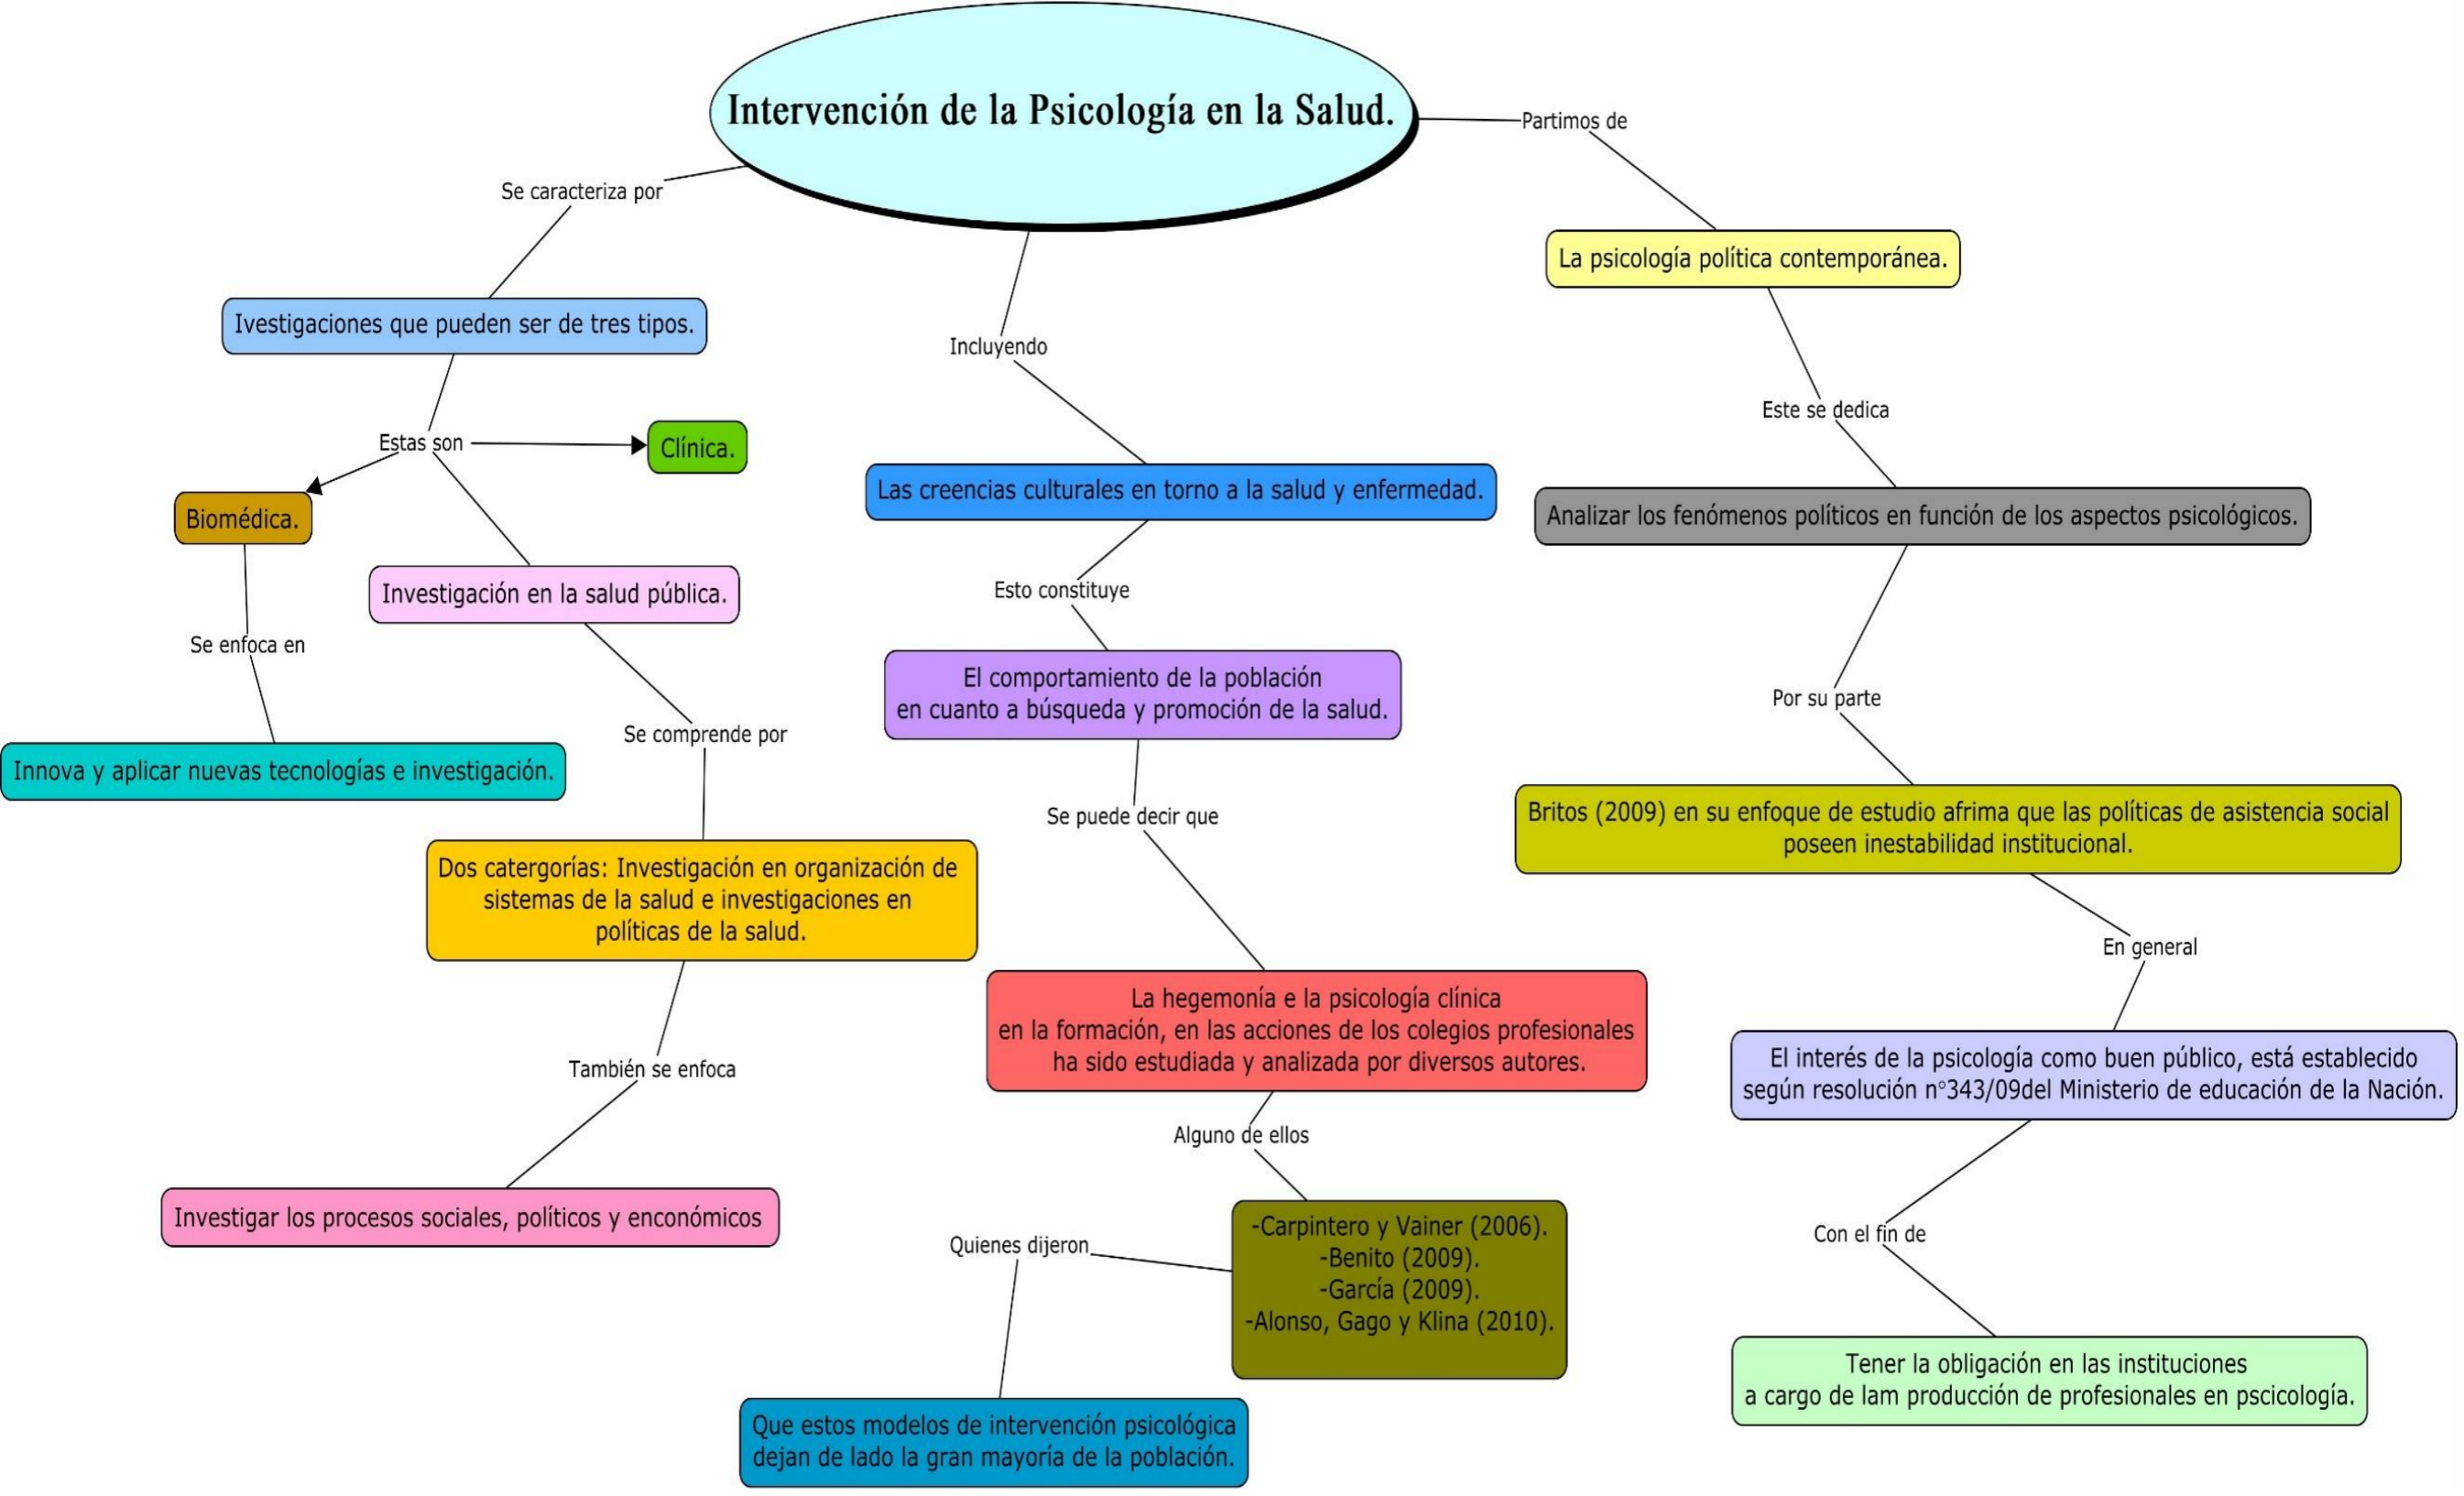 Intervención de la Psicología en la Salud.
Se caracteriza por
Ivestigaciones que pueden ser de tres tipos.
Estas son
Clínica.
Biomédica.
Se enfoca en
Innova y aplicar nuevas tecnologías e investigación.
Investigación en la salud pública.
Se comprende por
Dos catergorías: Investigación en organización de
sistemas de la salud e investigaciones en
políticas de la salud.
También se enfoca
Investigar los procesos sociales, políticos y enconómicos
Incluyendo
Las creencias culturales en torno a la salud y enfermedad.
Esto constituye
El comportamiento de la población
en cuanto a búsqueda y promoción de la salud.
Se puede decir que
La hegemonía e la psicología clínica
en la formación, en las acciones de los colegios profesionales
ha sido estudiada y analizada por diversos autores.
Alguno de ellos
-Carpintero y Vainer (2006).
-Benito (2009).
-García (2009).
-Alonso, Gago y Klina (2010).
Quienes dijeron
Que estos modelos de intervención psicológica
dejan de lado la gran mayoría de la población.
Partimos de
La psicología política contemporánea.
Este se dedica
Analizar los fenómenos políticos en función de los aspectos psicológicos.
Por su parte
Britos (2009) en su enfoque de estudio afrima que las políticas de asistencia social
poseen inestabilidad institucional.
En general
El interés de la psicología como buen público, está establecido
según resolución n°343/09del Ministerio de educación de la Nación.
Con el fin de
Tener la obligación en las instituciones
a cargo de lam producción de profesionales en pscicología.